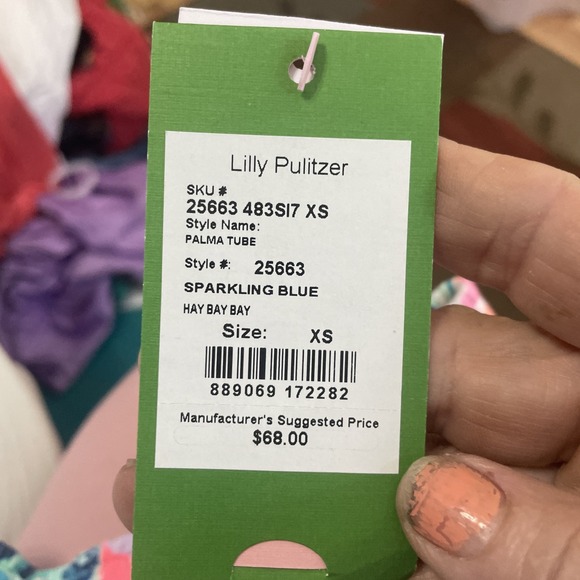 Lilly Pulitzer
SKU #
25663 483SI7 XS
Style Name:
PALMA TUBE
Style #: 25663
SPARKLING BLUE
HAY BAY BAY
Size: XS
889069 172282
Manufacturer's Suggested Price
$68.00